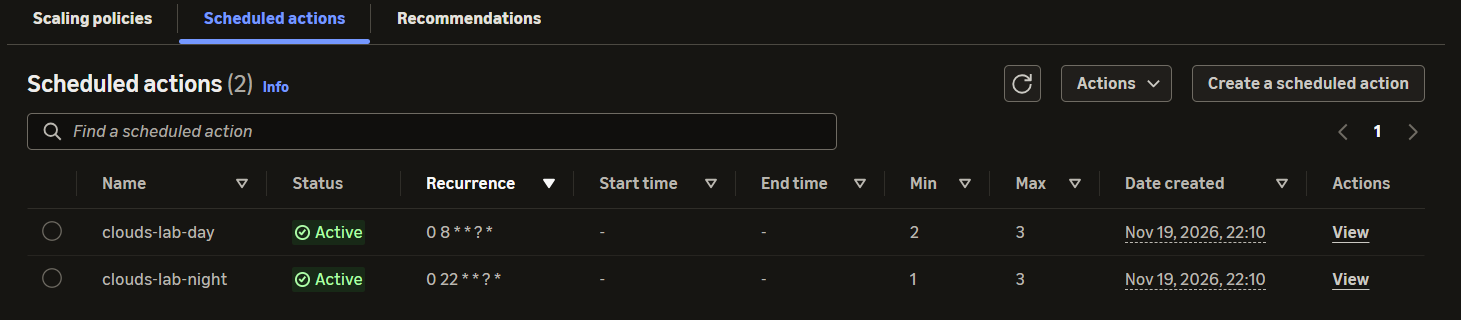 Scaling policies Scheduled actions Recommendations
Scheduled actions (2) Info Actions Create a scheduled action
Find a scheduled action 1
Name Status Recurrence Start time End time Min Max Date created Actions
clouds-lab-day Active 0 8 * * ? * - - 2 3 Nov 19, 2026, 22:10 View
clouds-lab-night Active 0 22 * * ? * - - 1 3 Nov 19, 2026, 22:10 View